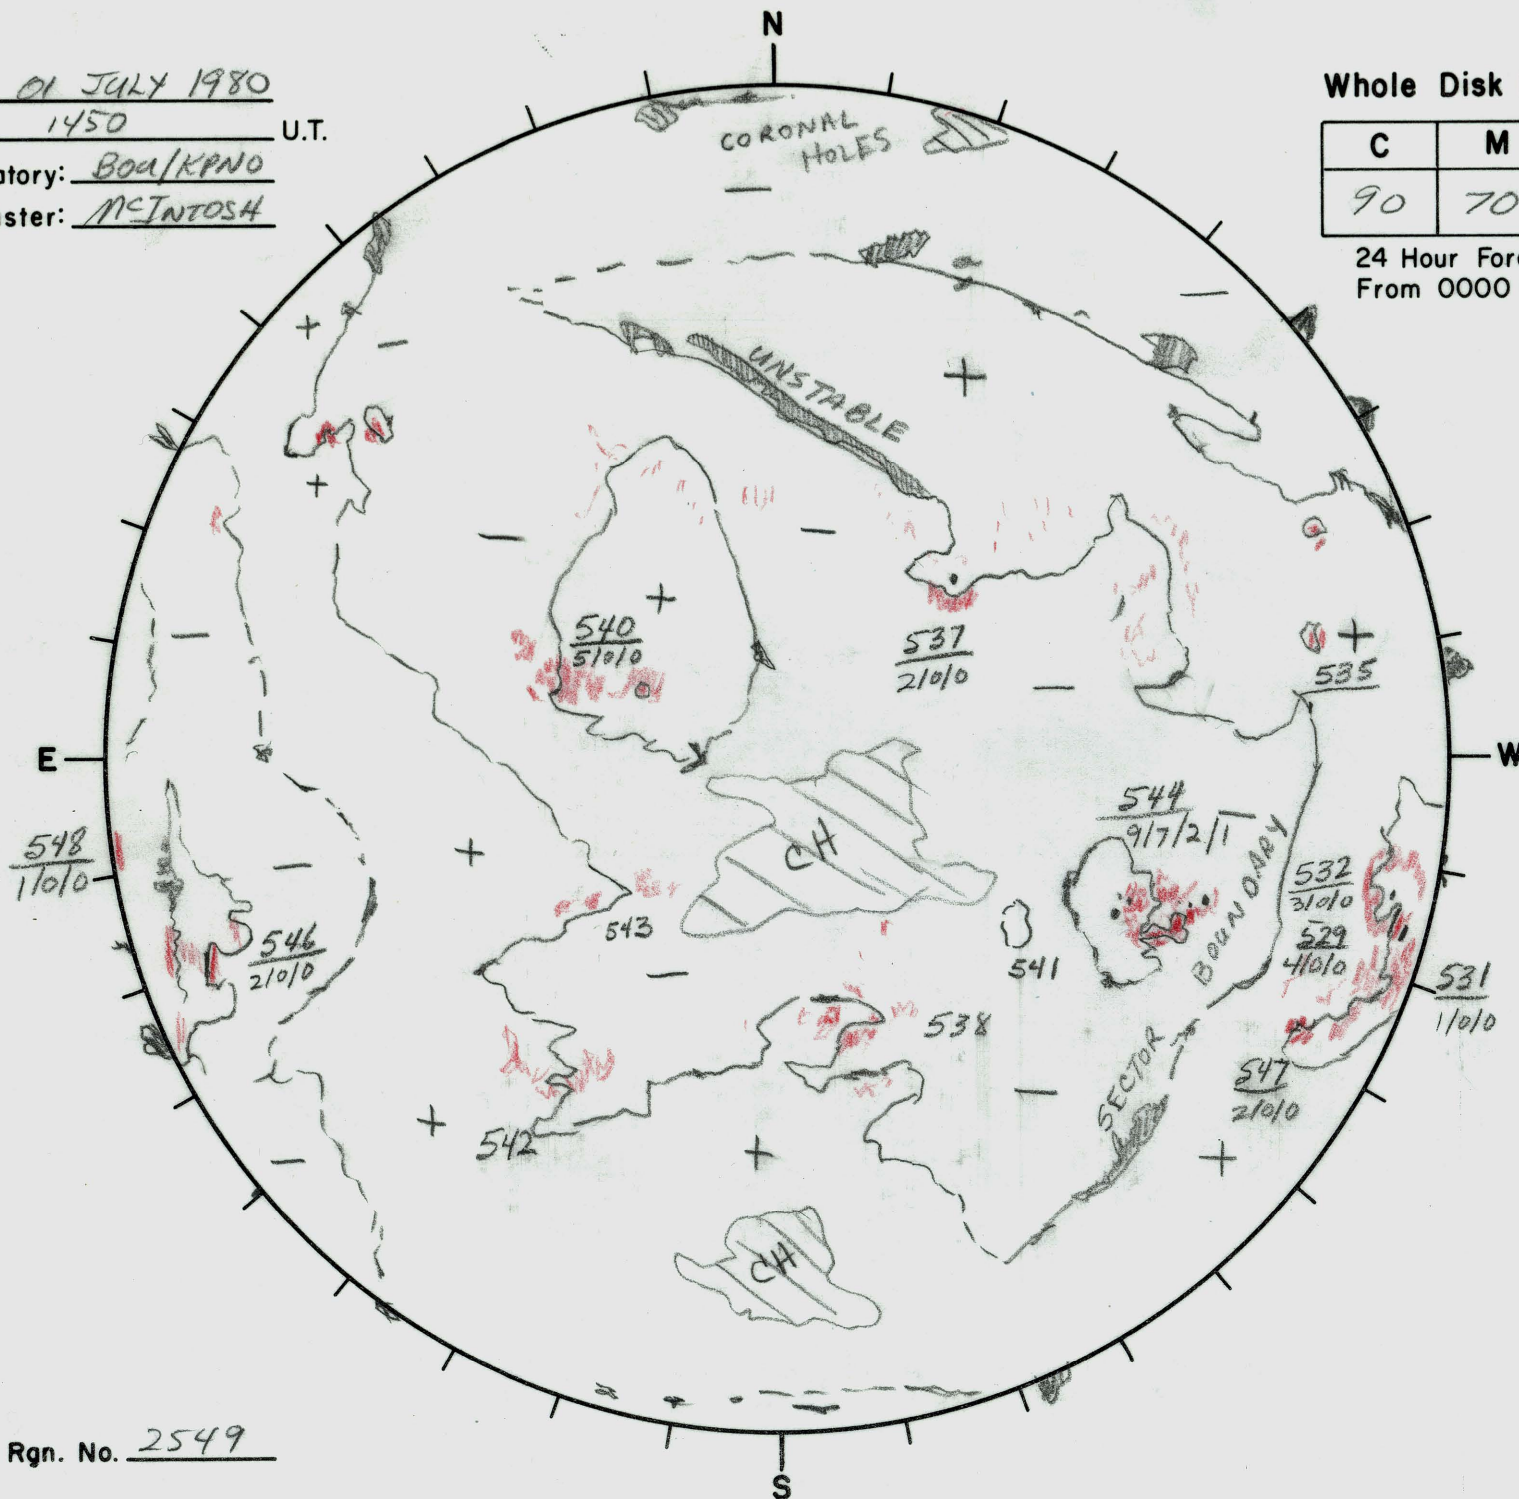 N
01 JULY 1980
1450 U.T.
atory: BOU/KPNO
aster: McINTOSH
Whole Disk
C M
90 70
24 Hour Fore
From 0000
CORONAL
HOLES
—
+
—
—
+
UNSTABLE
+
—
—
+
—
540
5/0/0
537
2/0/0
—
+
535
E
W
CH
544
9/7/2/1
548
1/0/0
+
—
532
3/0/0
543
546
2/0/0
541
529
4/0/0
BOUNDARY
531
1/0/0
—
538
SECTOR
547
2/0/0
—
+
542
+
+
—
CH
Rgn. No. 2549
S